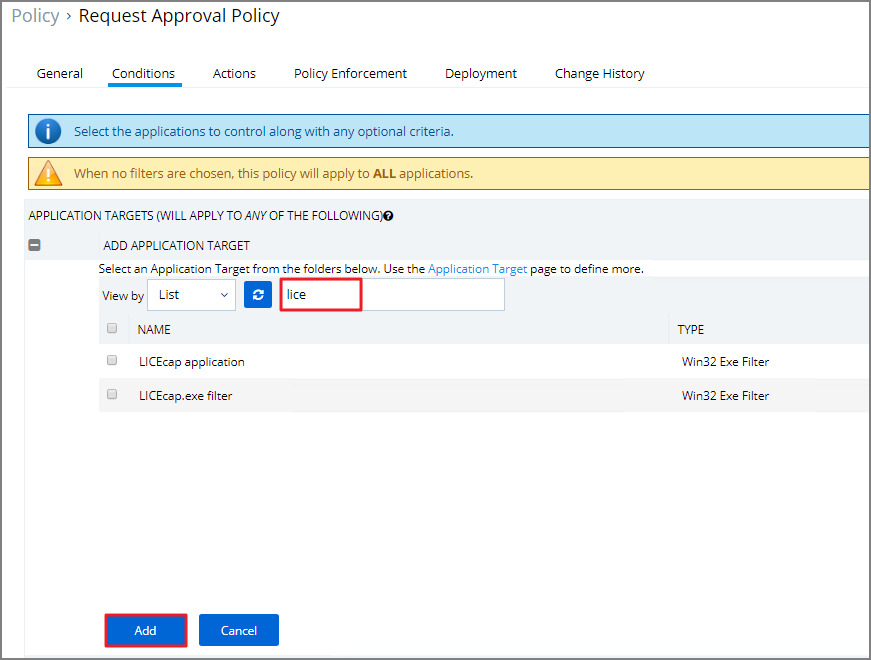 Policy › Request Approval Policy
General Conditions Actions Policy Enforcement Deployment Change History
Select the applications to control along with any optional criteria.
When no filters are chosen, this policy will apply to ALL applications.
APPLICATION TARGETS (WILL APPLY TO ANY OF THE FOLLOWING)
ADD APPLICATION TARGET
Select an Application Target from the folders below. Use the Application Target page to define more.
View by List lice
NAME TYPE
LICEcap application Win32 Exe Filter
LICEcap.exe filter Win32 Exe Filter
Add Cancel